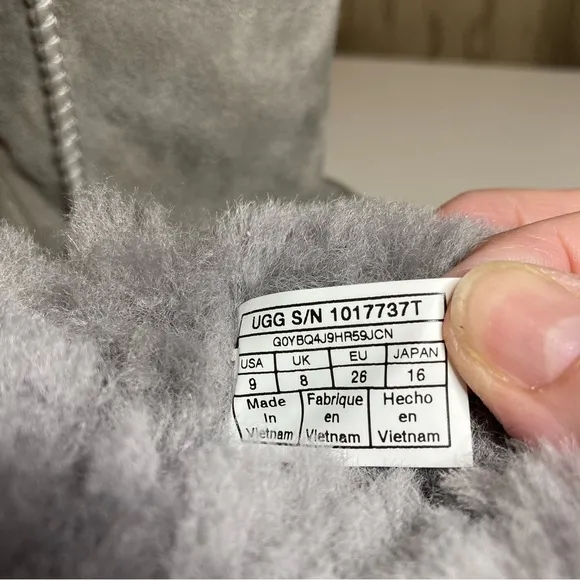 UGG S/N 1017737T
G0YBQ4J9HR59JCN
USA UK EU JAPAN
9 8 26 16
Made Fabrique Hecho
In en en
Vietnam Vietnam Vietnam